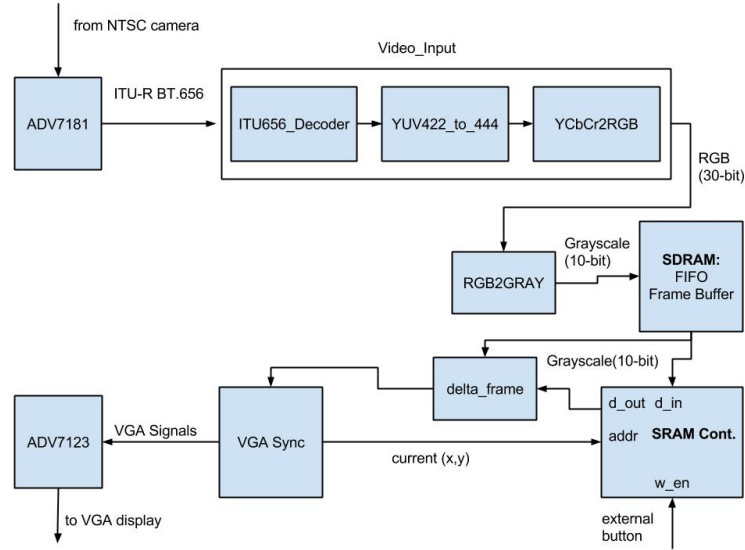 from NTSC camera
Video_Input
ADV7181
ITU-R BT.656
ITU656_Decoder
YUV422_to_444
YCbCr2RGB
RGB
(30-bit)
RGB2GRAY
Grayscale
(10-bit)
SDRAM:
FIFO
Frame Buffer
Grayscale(10-bit)
delta_frame
ADV7123
VGA Signals
VGA Sync
current (x,y)
d_out d_in
addr SRAM Cont.
w_en
to VGA display
external
button